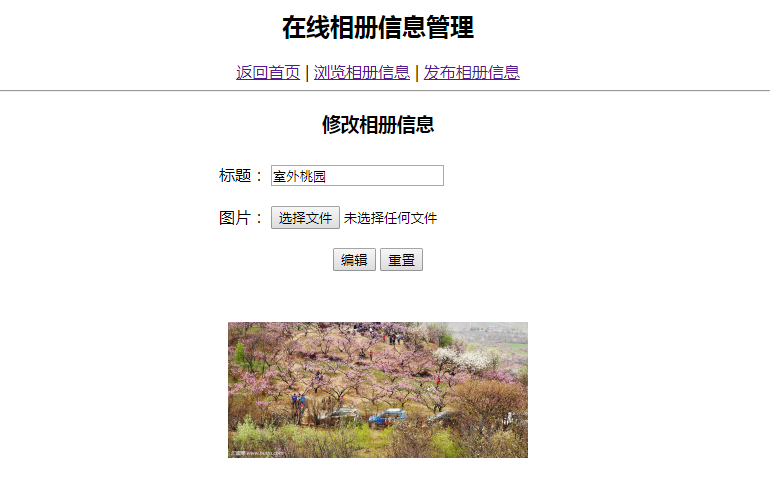 在线相册信息管理
返回首页 | 浏览相册信息 | 发布相册信息
修改相册信息
标题： 室外桃园
图片： 选择文件 未选择任何文件
编辑 重置